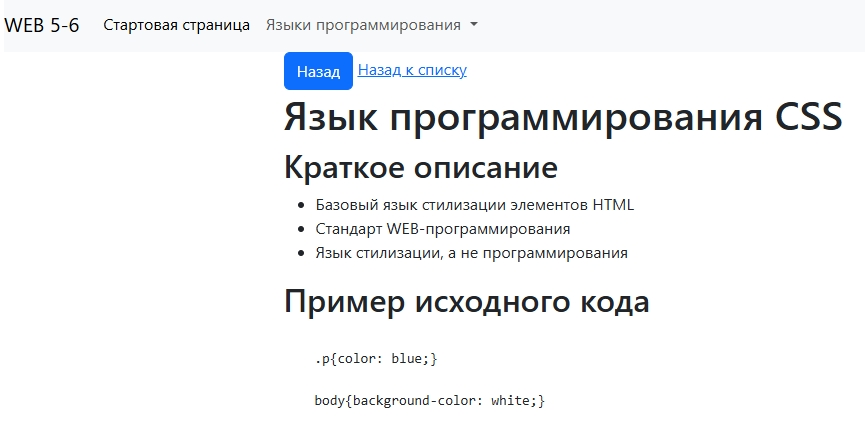 WEB 5-6 Стартовая страница Языки программирования
Назад Назад к списку
Язык программирования CSS
Краткое описание
Базовый язык стилизации элементов HTML
Стандарт WEB-программирования
Язык стилизации, а не программирования
Пример исходного кода
.p{color: blue;}
body{background-color: white;}